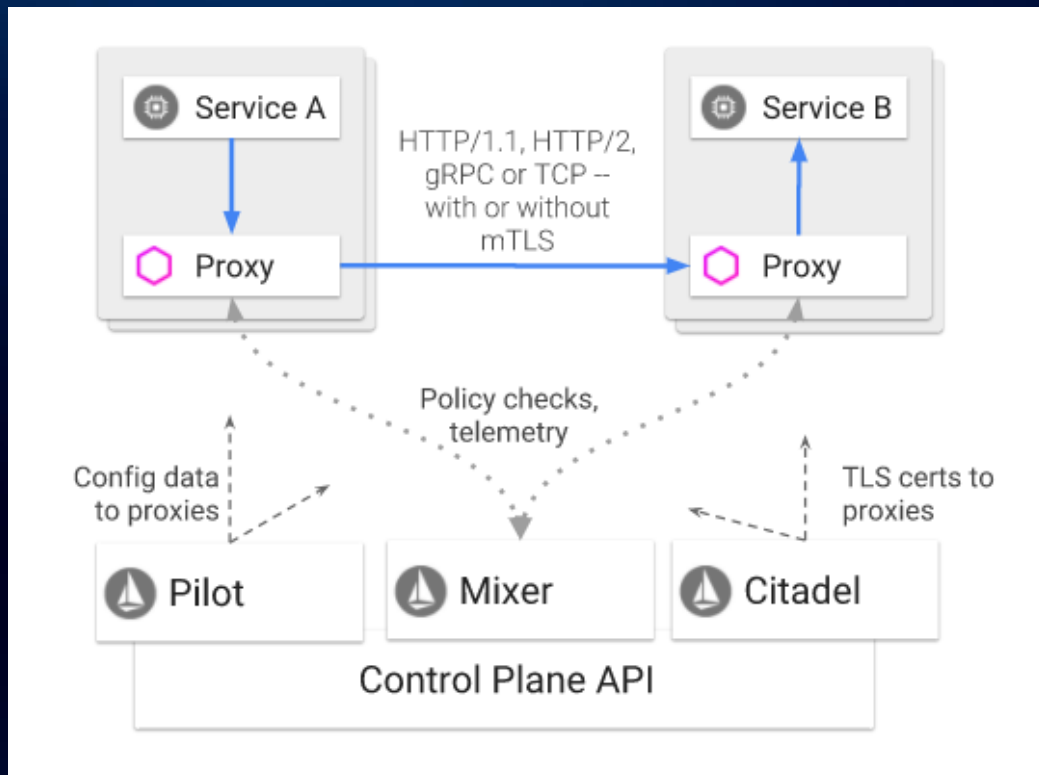 Service A
Service B
HTTP/1.1, HTTP/2,
gRPC or TCP --
with or without
mTLS
Proxy
Proxy
Policy checks,
telemetry
Config data
to proxies
TLS certs to
proxies
Pilot
Mixer
Citadel
Control Plane API